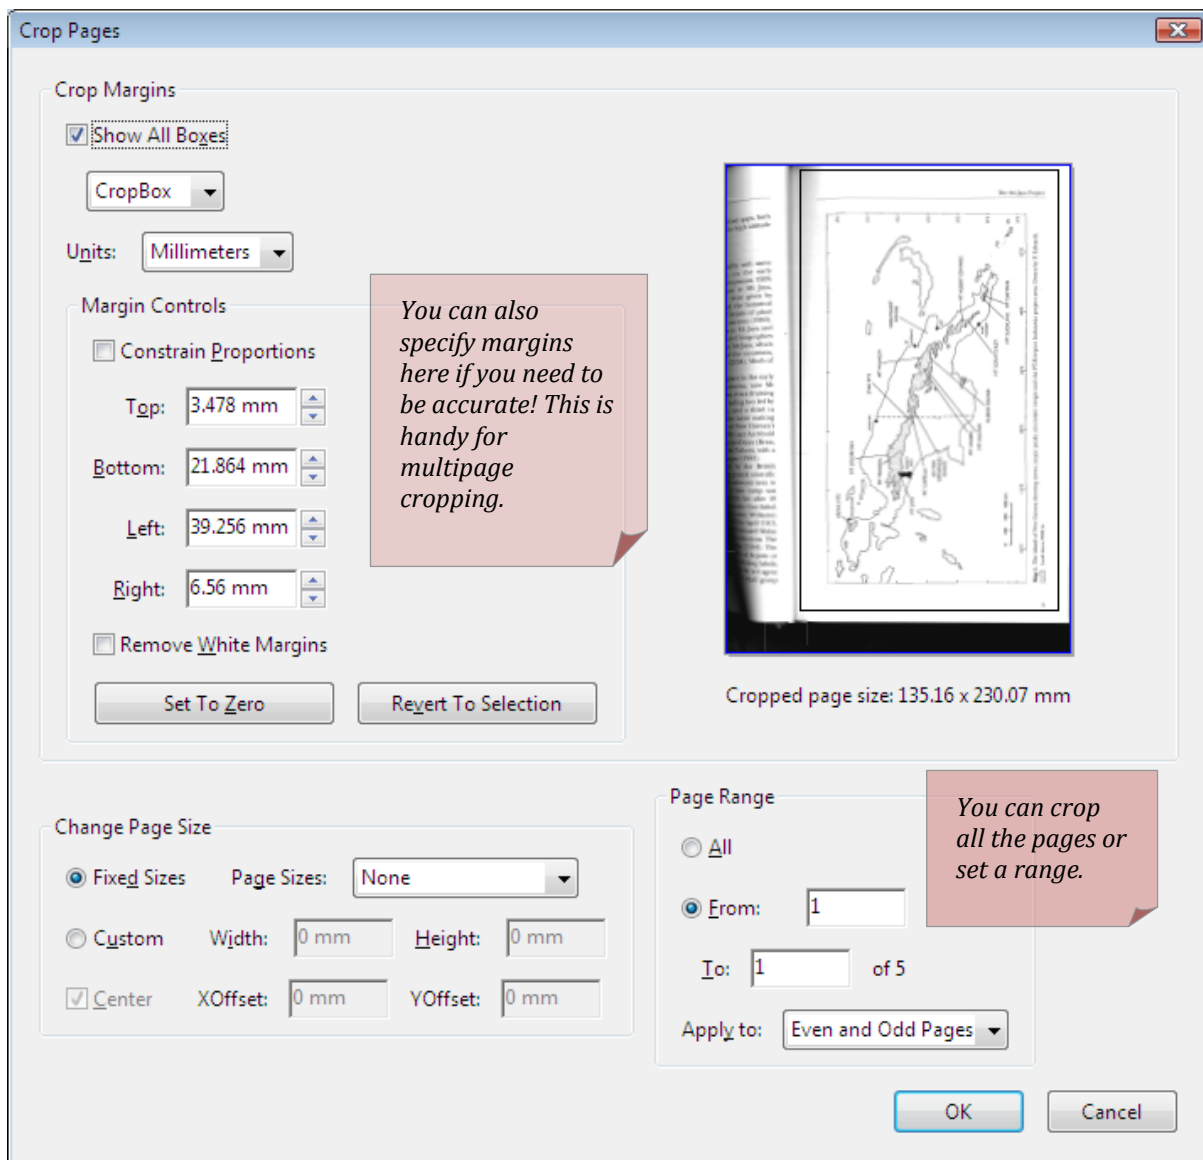 Crop Pages
Crop Margins
Show All Boxes
CropBox
Units: Millimeters
Margin Controls
Constrain Proportions
Top: 3.478 mm
Bottom: 21.864 mm
Left: 39.256 mm
Right: 6.56 mm
Remove White Margins
Set To Zero Revert To Selection
You can also
specify margins
here if you need to
be accurate! This is
handy for
multipage
cropping.
Cropped page size: 135.16 x 230.07 mm
Change Page Size
Fixed Sizes Page Sizes: None
Custom Width: 0 mm Height: 0 mm
Center XOffset: 0 mm YOffset: 0 mm
Page Range
All
From: 1
To: 1 of 5
Apply to: Even and Odd Pages
You can crop
all the pages or
set a range.
OK Cancel